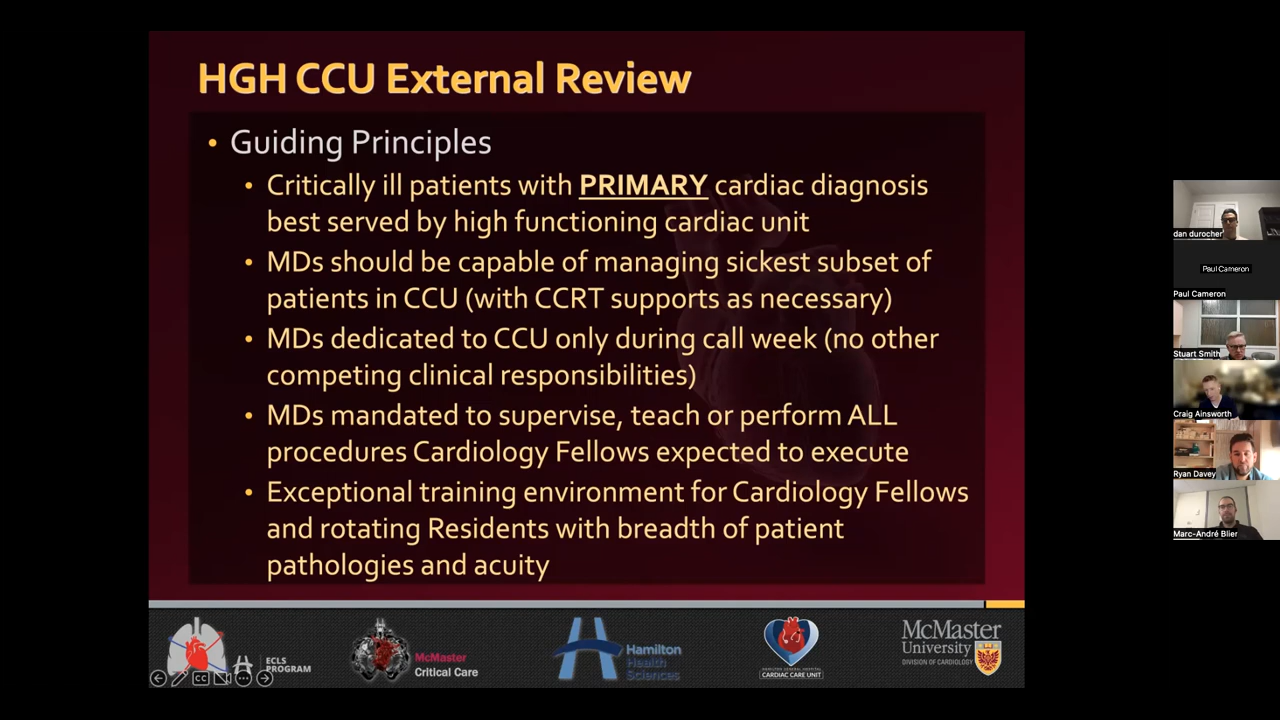 HGH CCU External Review
• Guiding Principles
• Critically ill patients with PRIMARY cardiac diagnosis
best served by high functioning cardiac unit
• MDs should be capable of managing sickest subset of
patients in CCU (with CCRT supports as necessary)
• MDs dedicated to CCU only during call week (no other
competing clinical responsibilities)
• MDs mandated to supervise, teach or perform ALL
procedures Cardiology Fellows expected to execute
• Exceptional training environment for Cardiology Fellows
and rotating Residents with breadth of patient
pathologies and acuity
ECLS
PROGRAM
CC
McMaster
Critical Care
Hamilton
Health
Sciences
HAMILTON GENERAL HOSPITAL
CARDIAC CARE UNIT
McMaster
University
DIVISION OF CARDIOLOGY
dan durocher
Paul Cameron
Paul Cameron
Stuart Smith
Craig Ainsworth
Ryan Davey
Marc-André Blier